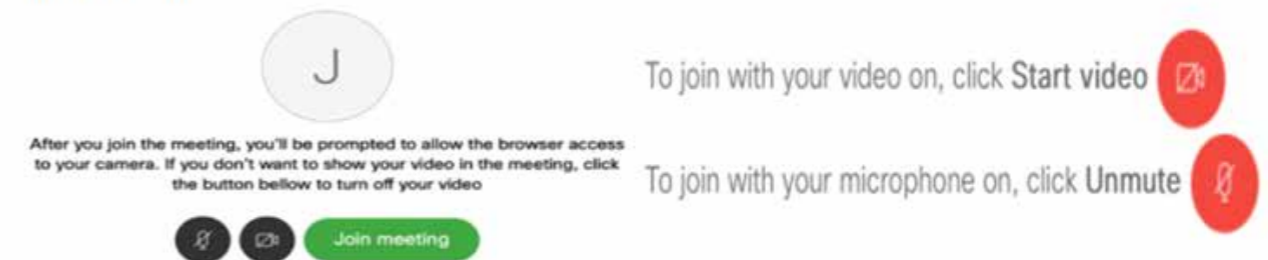 J
After you join the meeting, you'll be prompted to allow the browser access
to your camera. If you don't want to show your video in the meeting, click
the button bellow to turn off your video
Join meeting
To join with your video on, click Start video
To join with your microphone on, click Unmute